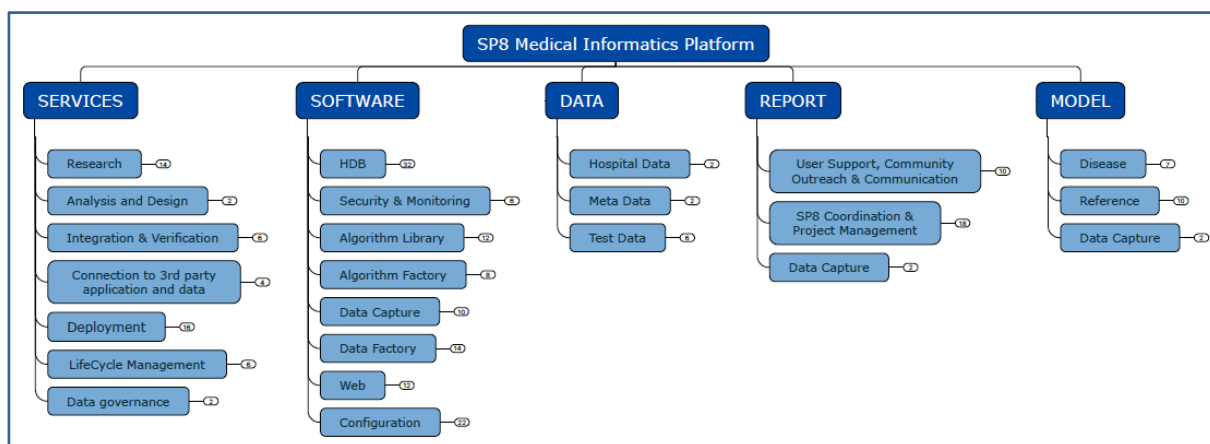 SP8 Medical Informatics Platform
SERVICES
Research 14
Analysis and Design 2
Integration & Verification 6
Connection to 3rd party
application and data 4
Deployment 16
LifeCycle Management 6
Data governance 2
SOFTWARE
HDB 32
Security & Monitoring 6
Algorithm Library 12
Algorithm Factory 8
Data Capture 10
Data Factory 14
Web 12
Configuration 22
DATA
Hospital Data 2
Meta Data 2
Test Data 6
REPORT
User Support, Community
Outreach & Communication 10
SP8 Coordination &
Project Management 18
Data Capture 2
MODEL
Disease 7
Reference 10
Data Capture 2